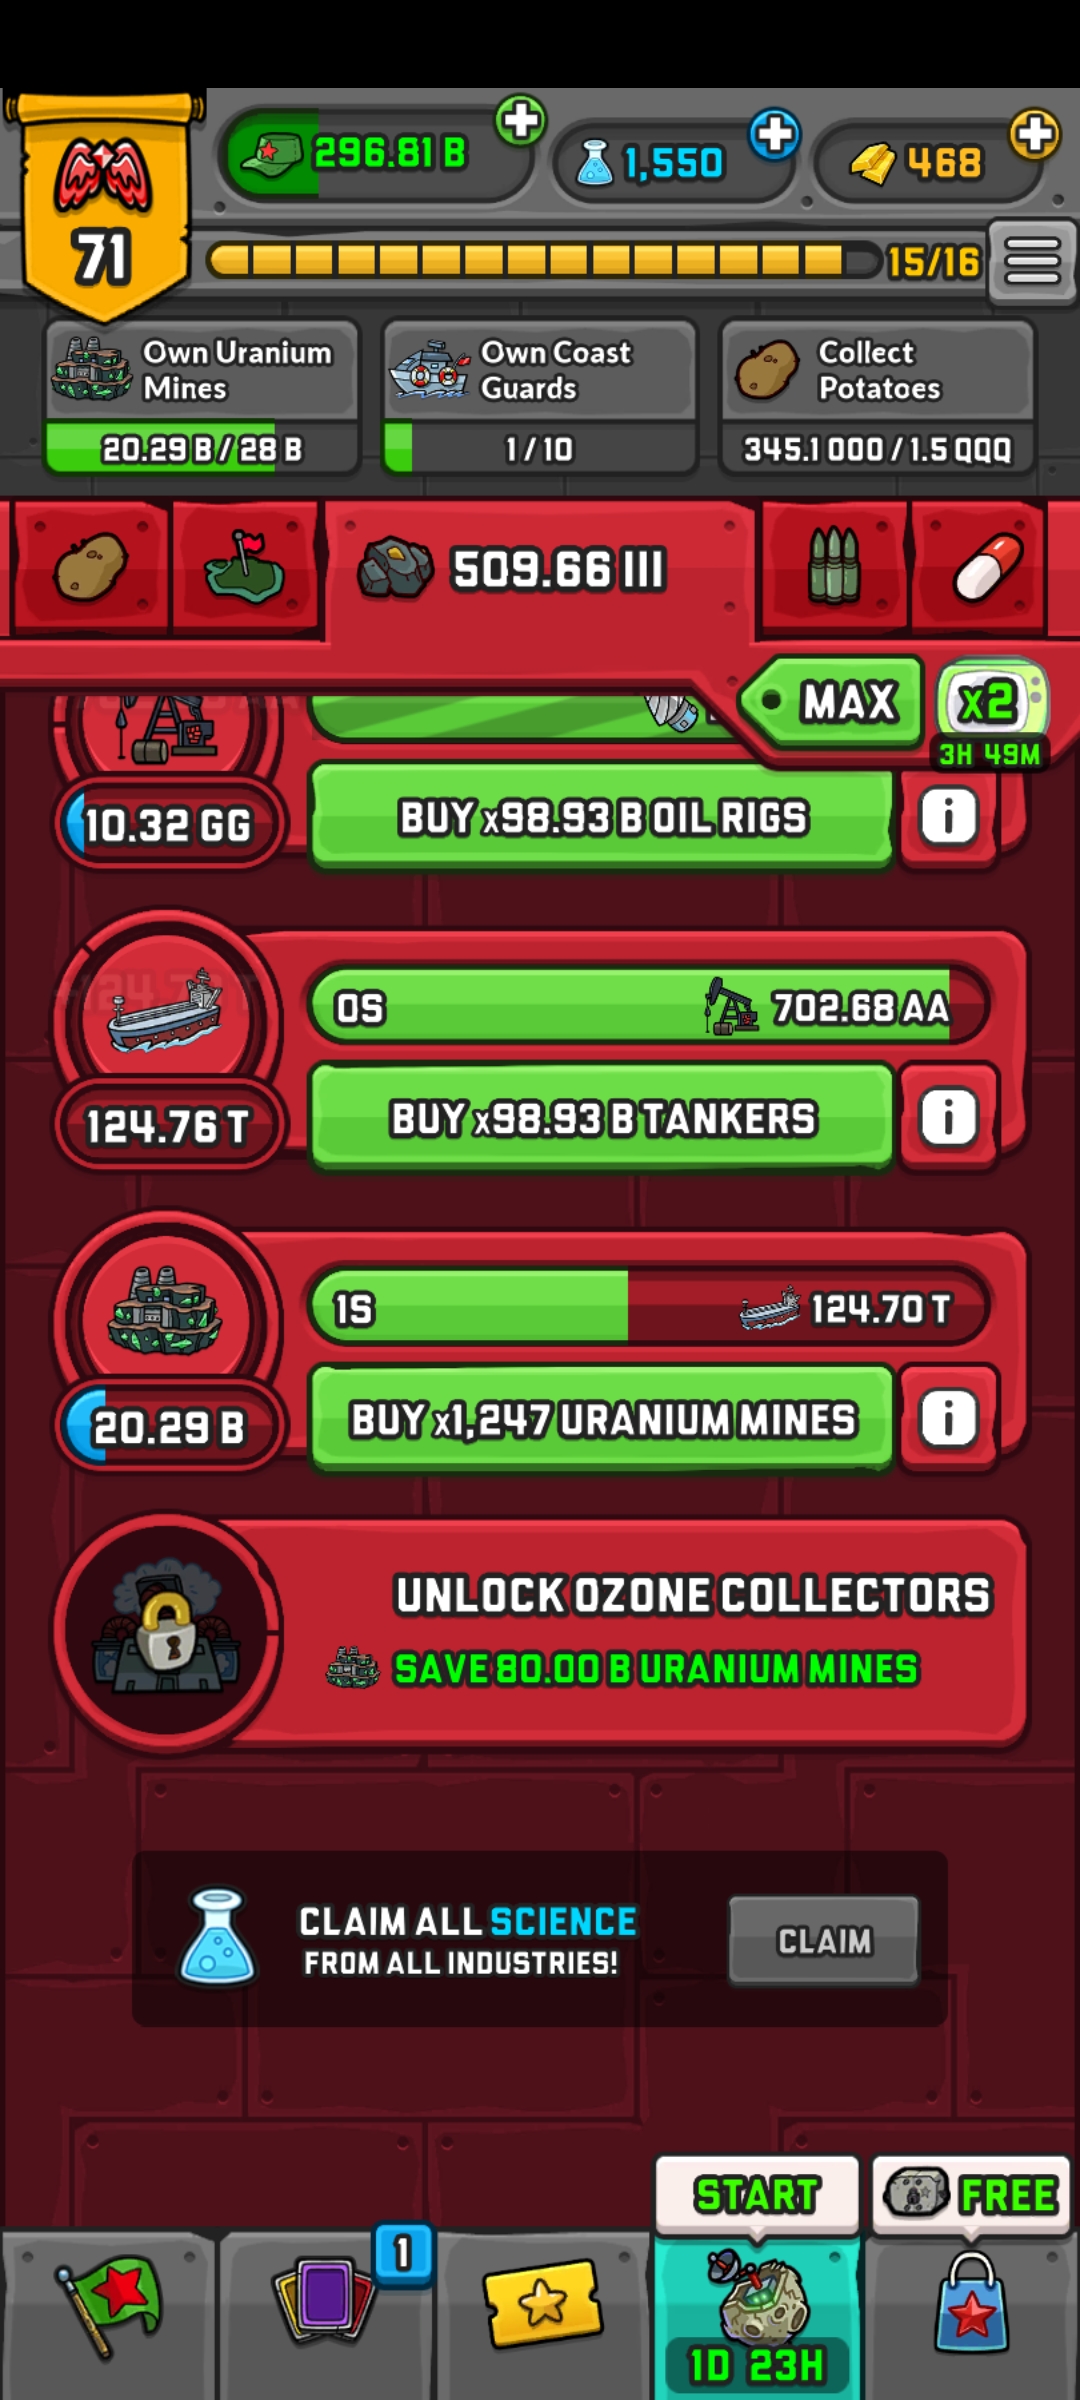 296.81 B
1,550
468
71
15/16
Own Uranium
Mines
20.29 B / 28 B
Own Coast
Guards
1 / 10
Collect
Potatoes
345.1 OOO / 1.5 QQQ
509.66 III
MAX
x2
3H 49M
10.32 GG
BUY x98.93 B OIL RIGS
i
0S
702.68 AA
124.76 T
BUY x98.93 B TANKERS
i
1S
124.70 T
20.29 B
BUY x1,247 URANIUM MINES
i
UNLOCK OZONE COLLECTORS
SAVE 80.00 B URANIUM MINES
CLAIM ALL SCIENCE
FROM ALL INDUSTRIES!
CLAIM
START
FREE
1
1D 23H